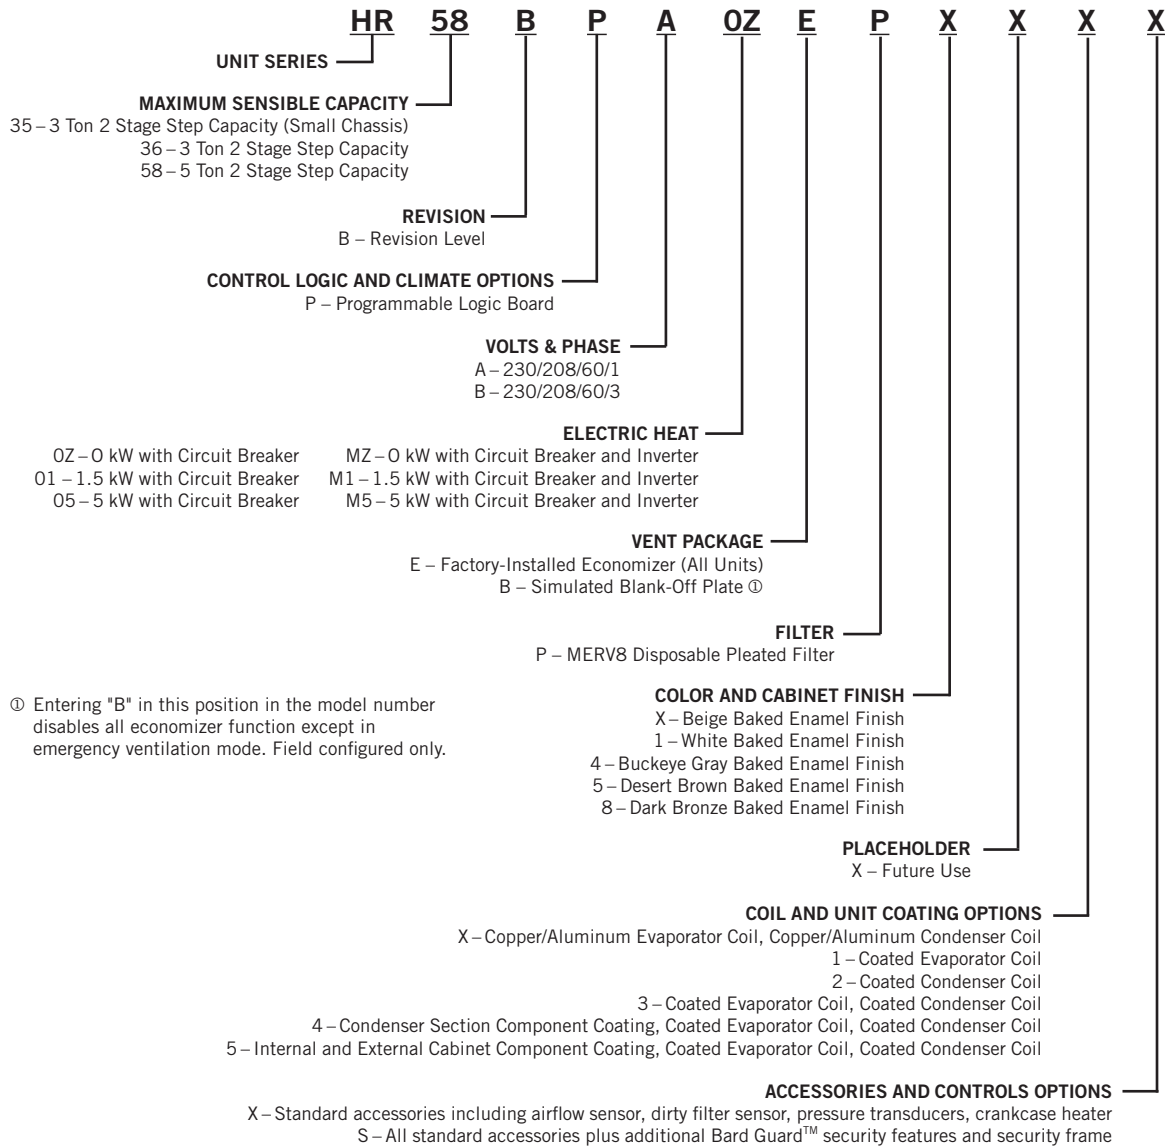 HR 58 B P A 0Z E P X X X X
UNIT SERIES
MAXIMUM SENSIBLE CAPACITY
35 – 3 Ton 2 Stage Step Capacity (Small Chassis)
36 – 3 Ton 2 Stage Step Capacity
58 – 5 Ton 2 Stage Step Capacity
REVISION
B – Revision Level
CONTROL LOGIC AND CLIMATE OPTIONS
P – Programmable Logic Board
VOLTS & PHASE
A – 230/208/60/1
B – 230/208/60/3
ELECTRIC HEAT
0Z – 0 kW with Circuit Breaker MZ – 0 kW with Circuit Breaker and Inverter
01 – 1.5 kW with Circuit Breaker M1 – 1.5 kW with Circuit Breaker and Inverter
05 – 5 kW with Circuit Breaker M5 – 5 kW with Circuit Breaker and Inverter
VENT PACKAGE
E – Factory-Installed Economizer (All Units)
B – Simulated Blank-Off Plate ①
FILTER
P – MERV8 Disposable Pleated Filter
① Entering "B" in this position in the model number
disables all economizer function except in
emergency ventilation mode. Field configured only.
COLOR AND CABINET FINISH
X – Beige Baked Enamel Finish
1 – White Baked Enamel Finish
4 – Buckeye Gray Baked Enamel Finish
5 – Desert Brown Baked Enamel Finish
8 – Dark Bronze Baked Enamel Finish
PLACEHOLDER
X – Future Use
COIL AND UNIT COATING OPTIONS
X – Copper/Aluminum Evaporator Coil, Copper/Aluminum Condenser Coil
1 – Coated Evaporator Coil
2 – Coated Condenser Coil
3 – Coated Evaporator Coil, Coated Condenser Coil
4 – Condenser Section Component Coating, Coated Evaporator Coil, Coated Condenser Coil
5 – Internal and External Cabinet Component Coating, Coated Evaporator Coil, Coated Condenser Coil
ACCESSORIES AND CONTROLS OPTIONS
X – Standard accessories including airflow sensor, dirty filter sensor, pressure transducers, crankcase heater
S – All standard accessories plus additional Bard Guard™ security features and security frame